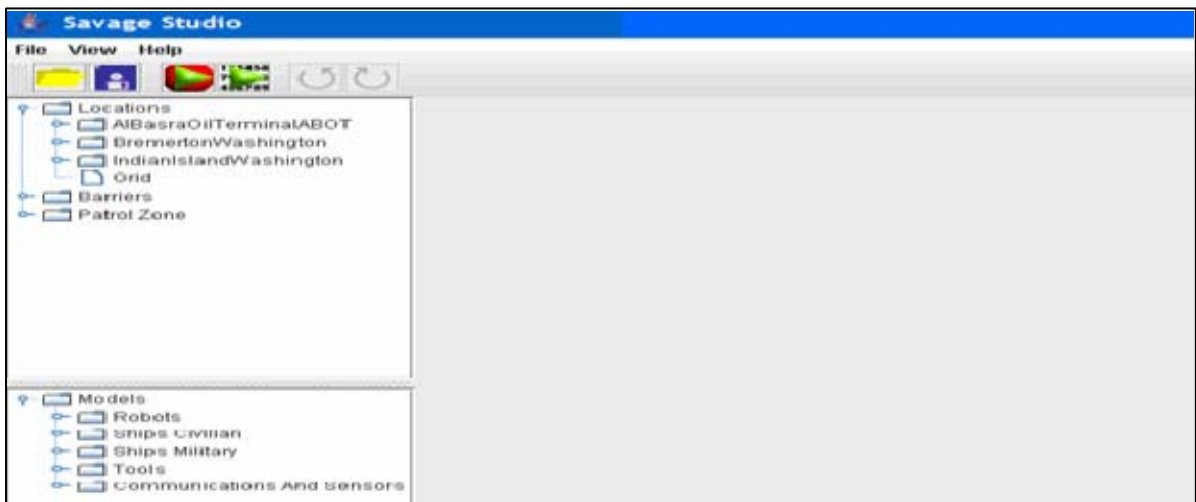 Savage Studio
File View Help
Locations
AlBasraOilTerminalABOT
BremertonWashington
IndianIslandWashington
Grid
Barriers
Patrol Zone
Models
Robots
Ships Civilian
Ships Military
Tools
Communications And Sensors